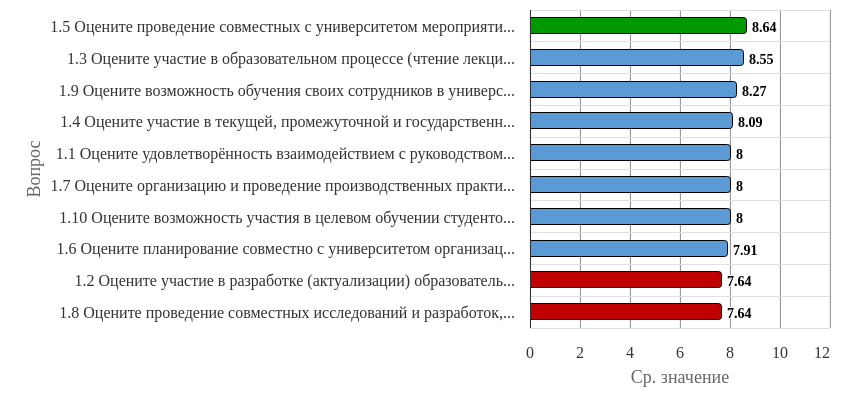 1.5 Оцените проведение совместных с университетом мероприяти... 8.64
1.3 Оцените участие в образовательном процессе (чтение лекци... 8.55
1.9 Оцените возможность обучения своих сотрудников в универс... 8.27
1.4 Оцените участие в текущей, промежуточной и государственн... 8.09
1.1 Оцените удовлетворённость взаимодействием с руководством... 8
1.7 Оцените организацию и проведение производственных практи... 8
1.10 Оцените возможность участия в целевом обучении студенто... 8
1.6 Оцените планирование совместно с университетом организац... 7.91
1.2 Оцените участие в разработке (актуализации) образователь... 7.64
1.8 Оцените проведение совместных исследований и разработок,... 7.64
Вопрос
0 2 4 6 8 10 12
Ср. значение